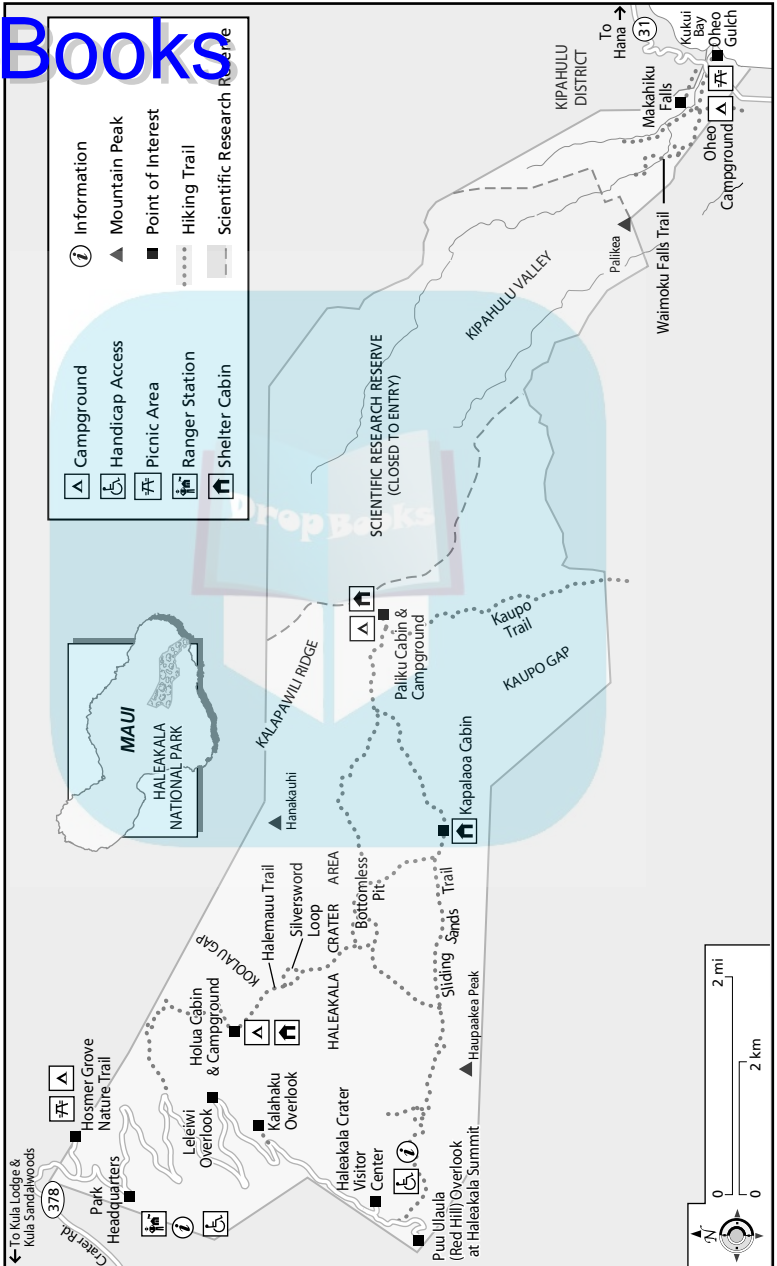 Books
Campground
Handicap Access
Picnic Area
Ranger Station
Shelter Cabin
Information
Mountain Peak
Point of Interest
Hiking Trail
Scientific Research Reserve
MAUI
HALEAKALA
NATIONAL PARK
← To Kula Lodge &
Kula Sandalwoods
378
Crater Rd.
Hosmer Grove
Nature Trail
Park
Headquarters
Leleiwi
Overlook
Kalahaku
Overlook
Haleakala Crater
Visitor
Center
Puu Ulaula
(Red Hill) Overlook
at Haleakala Summit
Holua Cabin
& Campground
KOOLAU GAP
Halemauu Trail
Silversword
Loop
HALEAKALA CRATER AREA
Bottomless
Pit
Sliding Sands Trail
Haupaakea Peak
Hanakauhi
KALAPAWILI RIDGE
Kapalaoa Cabin
Paliku Cabin &
Campground
Kaupo
Trail
KAUPO GAP
SCIENTIFIC RESEARCH RESERVE
(CLOSED TO ENTRY)
Drop Books
KIPAHULU VALLEY
Palikea
Waimoku Falls Trail
KIPAHULU
DISTRICT
Makahiku
Falls
Oheo
Campground
To
Hana →
31
Kukui
Bay
Oheo
Gulch
0 2 mi
0 2 km
N